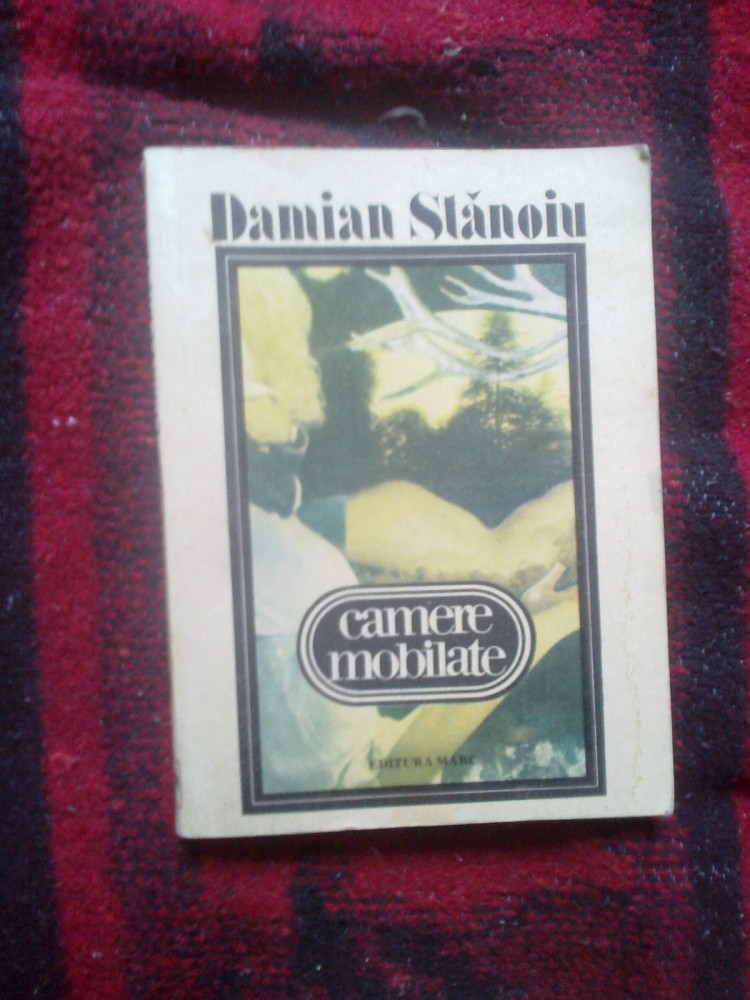 Damian Stănoiu
camere
mobilate
EDITURA MARC